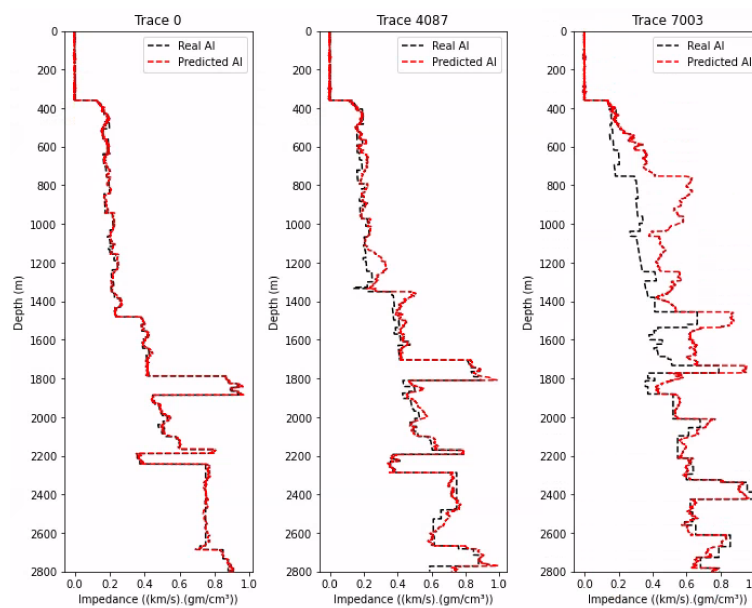 Trace 0
Trace 4087
Trace 7003
0
200
400
600
800
1000
1200
1400
1600
1800
2000
2200
2400
2600
2800
Depth (m)
Real AI
Predicted AI
0.0 0.2 0.4 0.6 0.8 1.0
Impedance ((km/s).(gm/cm³))
0
200
400
600
800
1000
1200
1400
1600
1800
2000
2200
2400
2600
2800
Depth (m)
Real AI
Predicted AI
0.0 0.2 0.4 0.6 0.8 1.0
Impedance ((km/s).(gm/cm³))
0
200
400
600
800
1000
1200
1400
1600
1800
2000
2200
2400
2600
2800
Depth (m)
Real AI
Predicted AI
0.0 0.2 0.4 0.6 0.8 1.0
Impedance ((km/s).(gm/cm³))